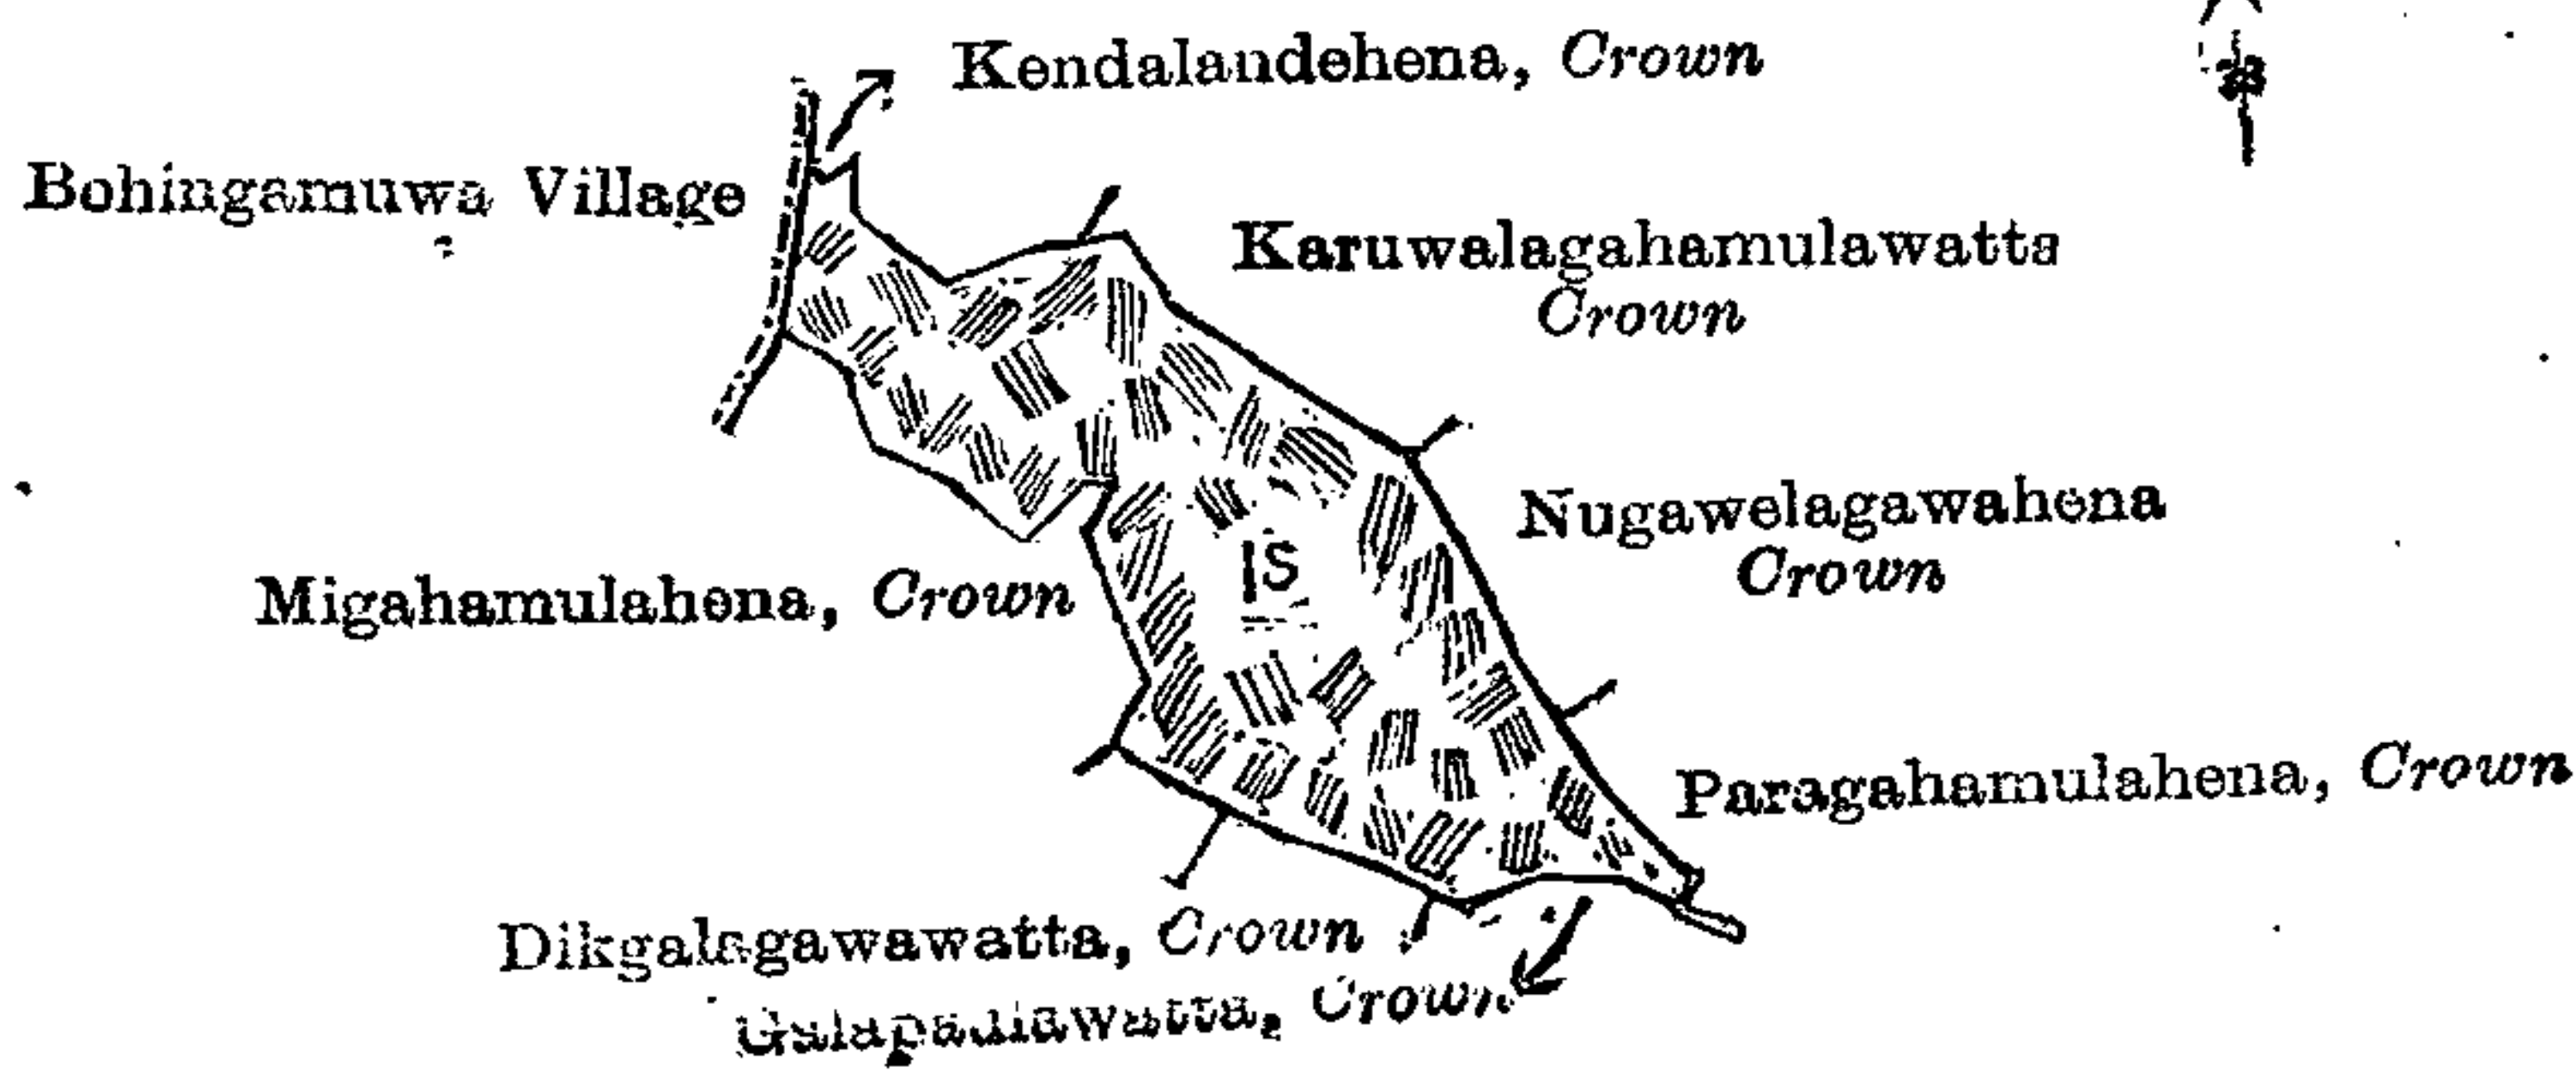 Kendalandehena, Crown
Bohingamuwa Village
Karuwalagahamulawatta
Crown
Nugawelagawahena
Crown
IS
Migahamulahena, Crown
Paragahamulahena, Crown
Dikgalagawawatta, Crown
Crown